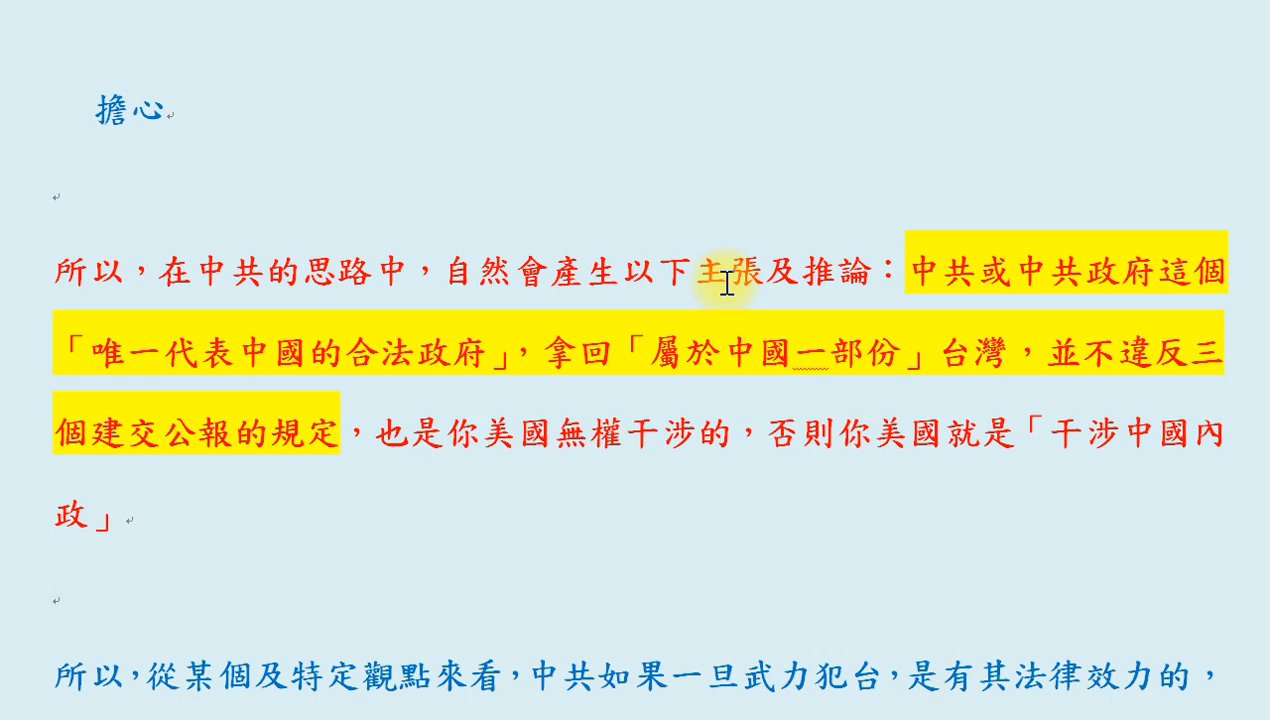 擔心
所以，在中共的思路中，自然會產生以下主張及推論：中共或中共政府這個
「唯一代表中國的合法政府」，拿回「屬於中國一部份」台灣，並不違反三
個建交公報的規定，也是你美國無權干涉的，否則你美國就是「干涉中國內
政」
所以，從某個及特定觀點來看，中共如果一旦武力犯台，是有其法律效力的，